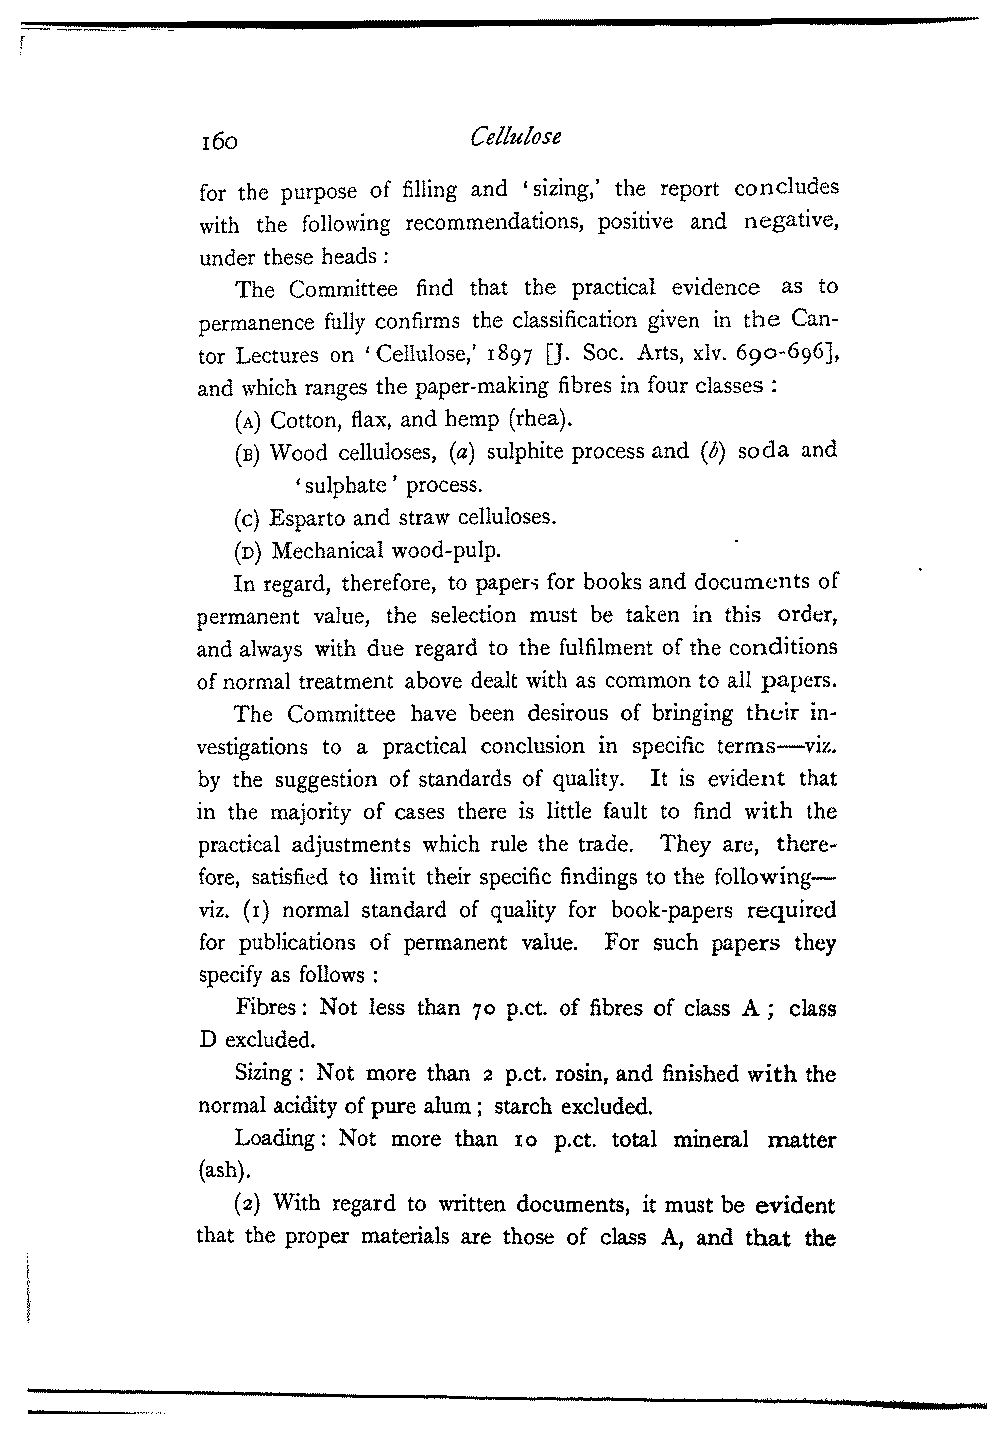 160 Cellulose
for the purpose of filling and ‘sizing,’ the report concludes
with the following recommendations, positive and negative,
under these heads :
The Committee find that the practical evidence as to
permanence fully confirms the classification given in the Can-
tor Lectures on ‘Cellulose,’ 1897 [J. Soc. Arts, xlv. 690-696],
and which ranges the paper-making fibres in four classes :
(A) Cotton, flax, and hemp (rhea).
(B) Wood celluloses, (a) sulphite process and (b) soda and
‘sulphate’ process.
(C) Esparto and straw celluloses.
(D) Mechanical wood-pulp.
In regard, therefore, to papers for books and documents of
permanent value, the selection must be taken in this order,
and always with due regard to the fulfilment of the conditions
of normal treatment above dealt with as common to all papers.
The Committee have been desirous of bringing their in-
vestigations to a practical conclusion in specific terms—viz.
by the suggestion of standards of quality. It is evident that
in the majority of cases there is little fault to find with the
practical adjustments which rule the trade. They are, there-
fore, satisfied to limit their specific findings to the following—
viz. (1) normal standard of quality for book-papers required
for publications of permanent value. For such papers they
specify as follows :
Fibres : Not less than 70 p.ct. of fibres of class A ; class
D excluded.
Sizing : Not more than 2 p.ct. rosin, and finished with the
normal acidity of pure alum ; starch excluded.
Loading : Not more than 10 p.ct. total mineral matter
(ash).
(2) With regard to written documents, it must be evident
that the proper materials are those of class A, and that the